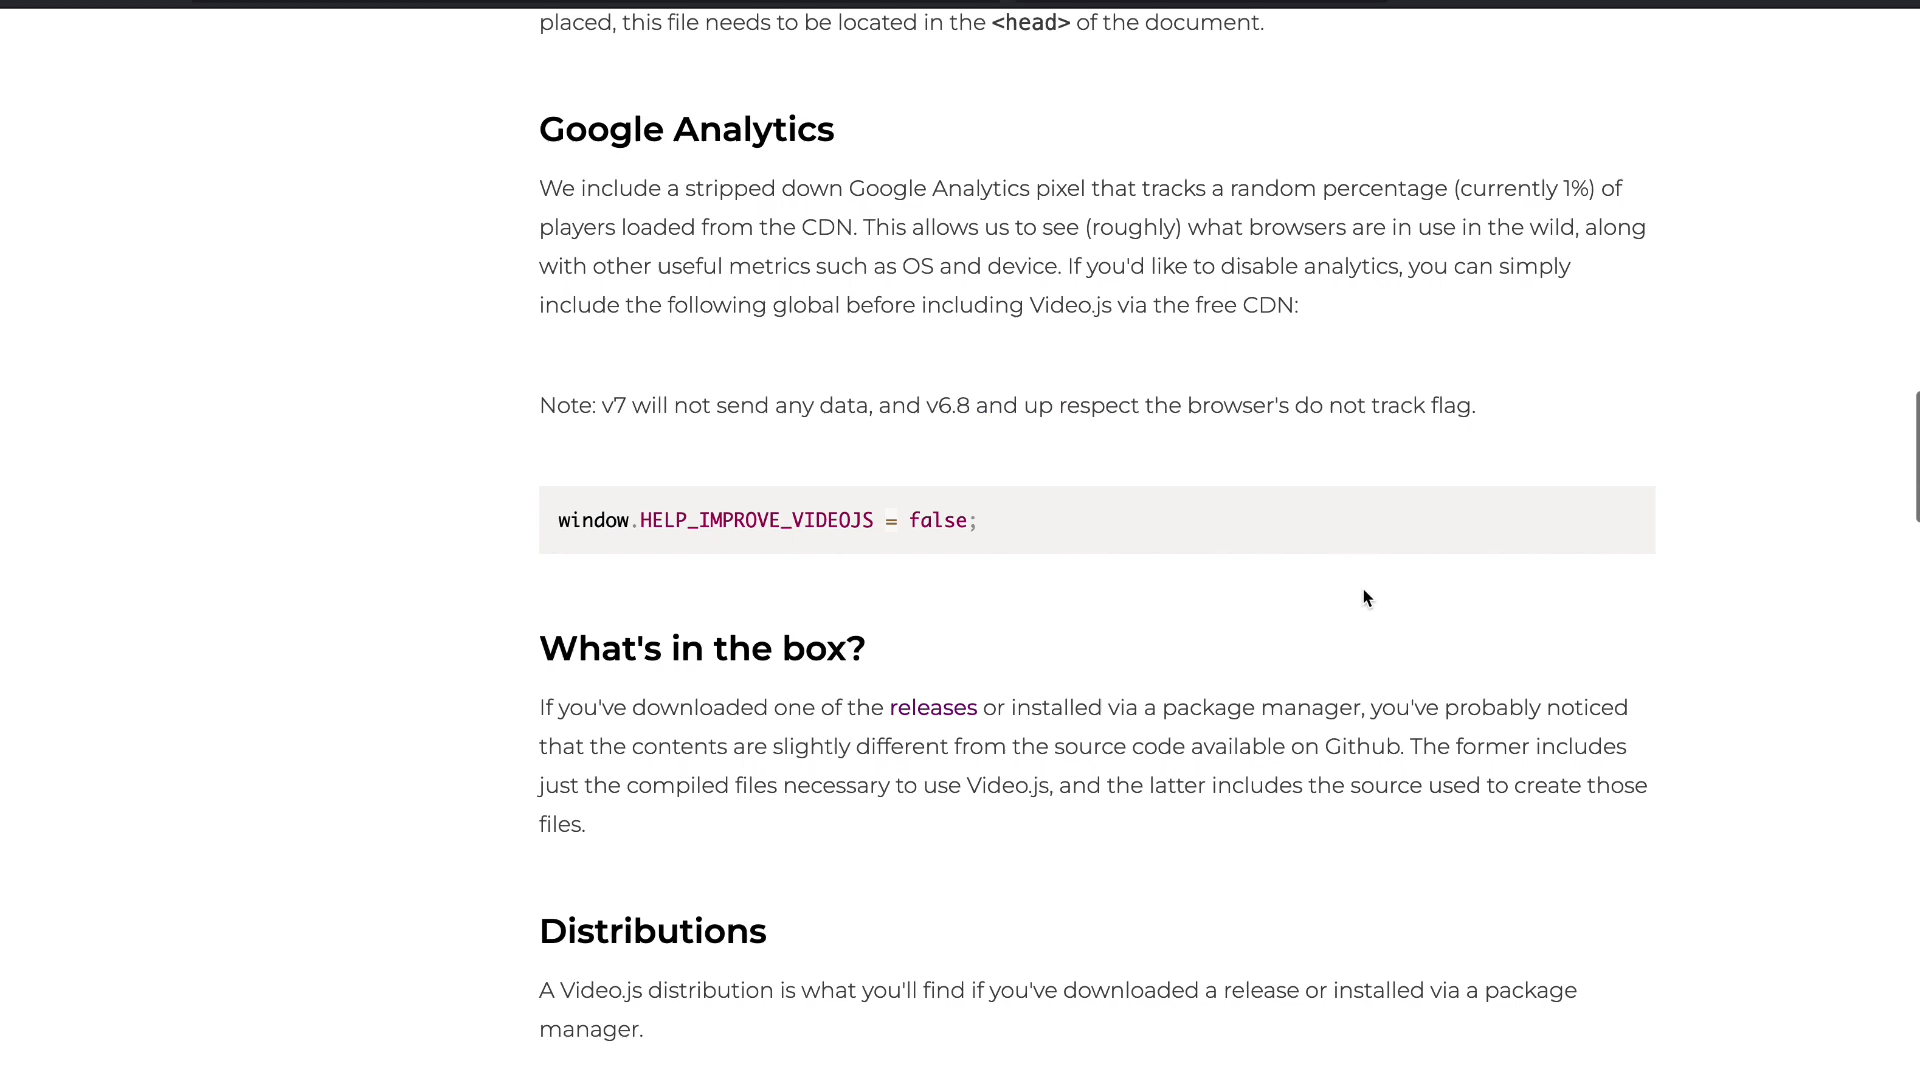 placed, this file needs to be located in the <head> of the document.
Google Analytics
We include a stripped down Google Analytics pixel that tracks a random percentage (currently 1%) of
players loaded from the CDN. This allows us to see (roughly) what browsers are in use in the wild, along
with other useful metrics such as OS and device. If you'd like to disable analytics, you can simply
include the following global before including Video.js via the free CDN:
Note: v7 will not send any data, and v6.8 and up respect the browser's do not track flag.
window.HELP_IMPROVE_VIDEOJS = false;
What's in the box?
If you've downloaded one of the releases or installed via a package manager, you've probably noticed
that the contents are slightly different from the source code available on Github. The former includes
just the compiled files necessary to use Video.js, and the latter includes the source used to create those
files.
Distributions
A Video.js distribution is what you'll find if you've downloaded a release or installed via a package
manager.